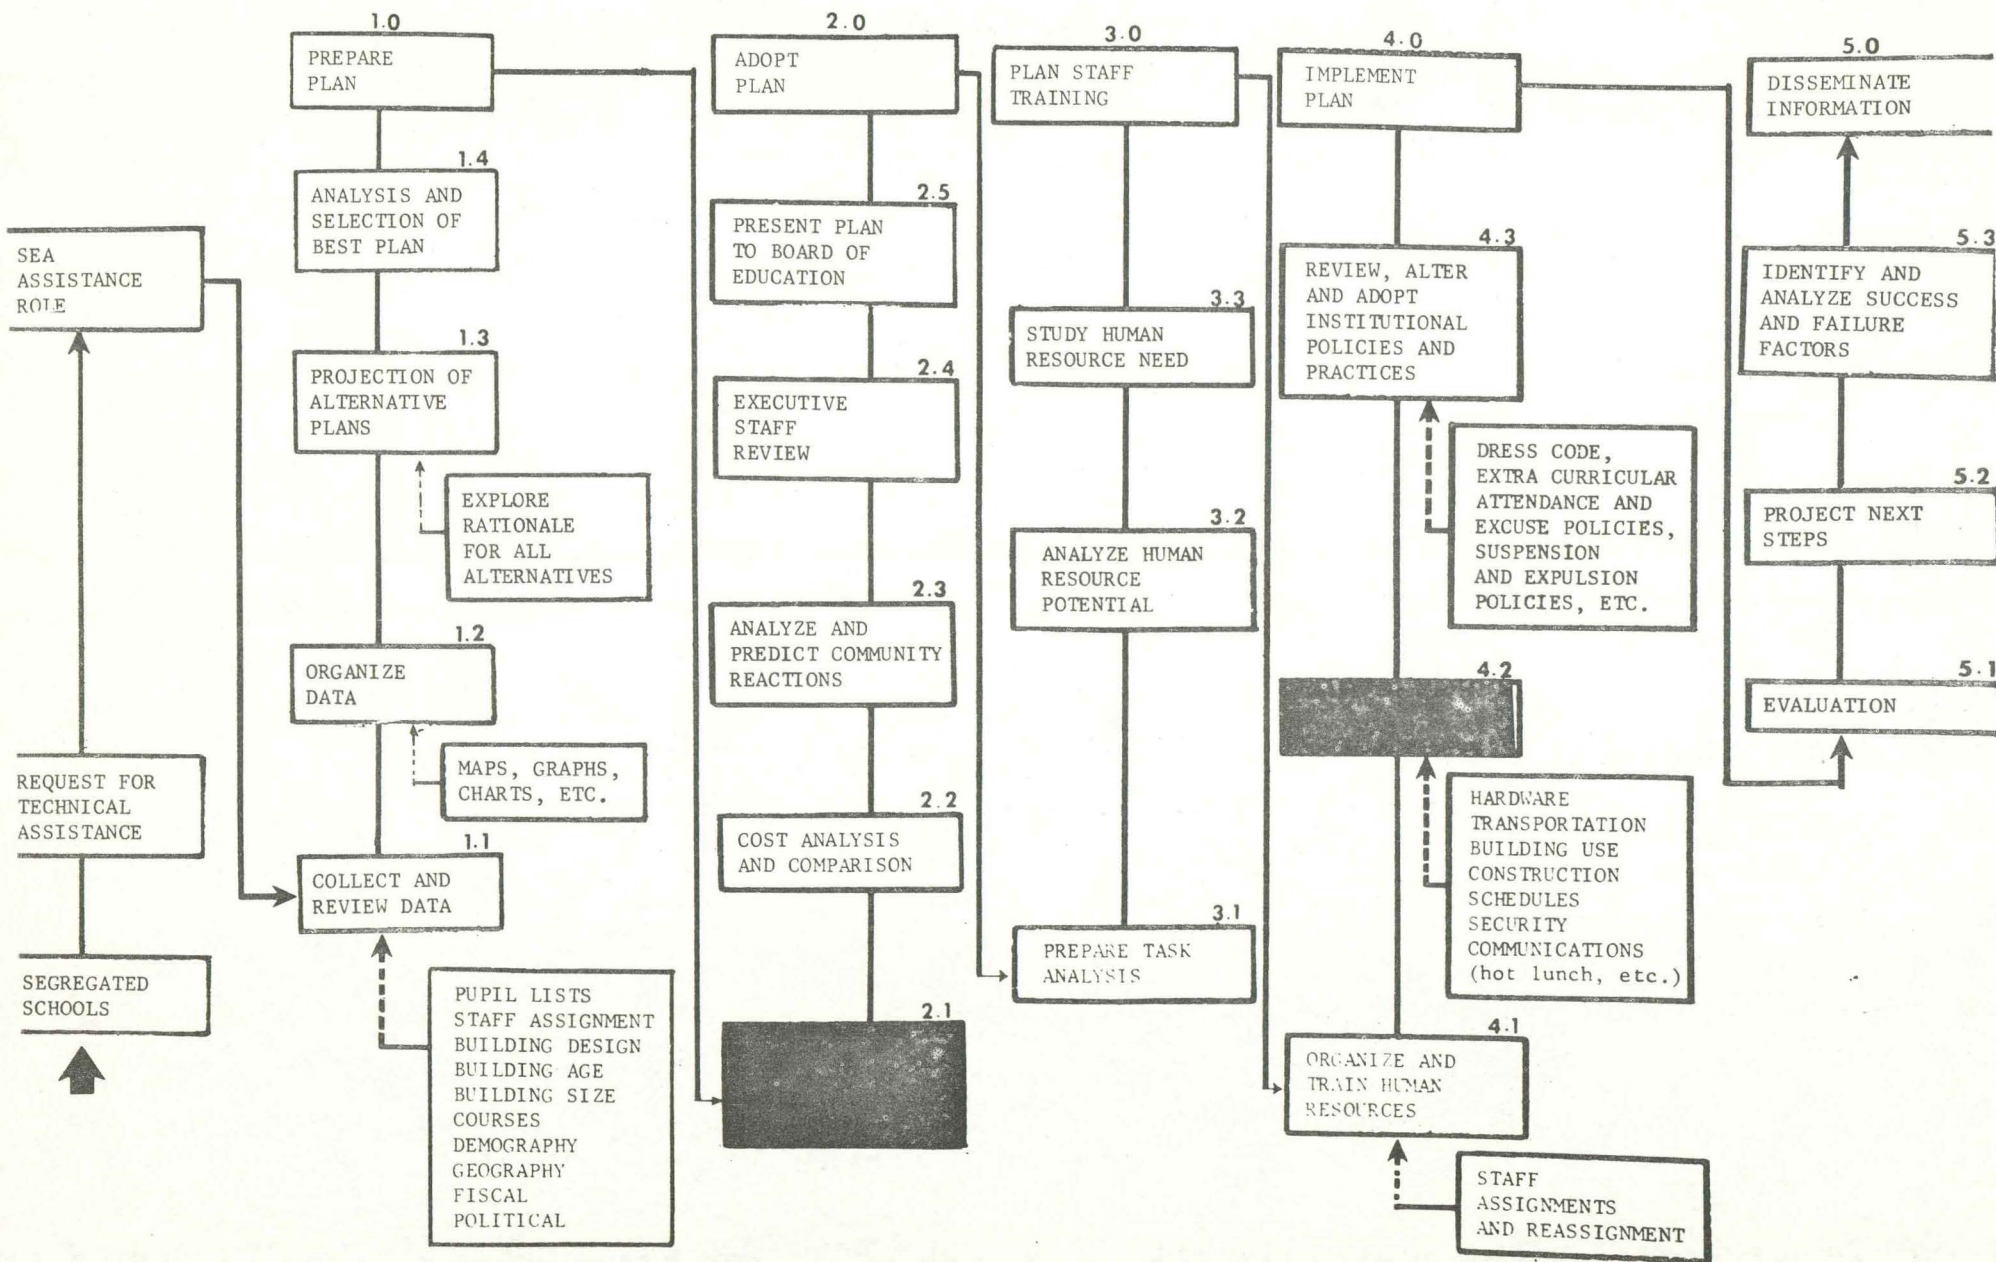 SEGREGATED
SCHOOLS
REQUEST FOR
TECHNICAL
ASSISTANCE
SEA
ASSISTANCE
ROLE
1.0
PREPARE
PLAN
1.4
ANALYSIS AND
SELECTION OF
BEST PLAN
1.3
PROJECTION OF
ALTERNATIVE
PLANS
EXPLORE
RATIONALE
FOR ALL
ALTERNATIVES
1.2
ORGANIZE
DATA
MAPS, GRAPHS,
CHARTS, ETC.
1.1
COLLECT AND
REVIEW DATA
PUPIL LISTS
STAFF ASSIGNMENT
BUILDING DESIGN
BUILDING AGE
BUILDING SIZE
COURSES
DEMOGRAPHY
GEOGRAPHY
FISCAL
POLITICAL
2.0
ADOPT
PLAN
2.5
PRESENT PLAN
TO BOARD OF
EDUCATION
2.4
EXECUTIVE
STAFF
REVIEW
2.3
ANALYZE AND
PREDICT COMMUNITY
REACTIONS
2.2
COST ANALYSIS
AND COMPARISON
2.1
3.0
PLAN STAFF
TRAINING
3.3
STUDY HUMAN
RESOURCE NEED
3.2
ANALYZE HUMAN
RESOURCE
POTENTIAL
3.1
PREPARE TASK
ANALYSIS
4.0
IMPLEMENT
PLAN
4.3
REVIEW, ALTER
AND ADOPT
INSTITUTIONAL
POLICIES AND
PRACTICES
DRESS CODE,
EXTRA CURRICULAR
ATTENDANCE AND
EXCUSE POLICIES,
SUSPENSION
AND EXPULSION
POLICIES, ETC.
4.2
HARDWARE
TRANSPORTATION
BUILDING USE
CONSTRUCTION
SCHEDULES
SECURITY
COMMUNICATIONS
(hot lunch, etc.)
4.1
ORGANIZE AND
TRAIN HUMAN
RESOURCES
STAFF
ASSIGNMENTS
AND REASSIGNMENT
5.0
DISSEMINATE
INFORMATION
5.3
IDENTIFY AND
ANALYZE SUCCESS
AND FAILURE
FACTORS
5.2
PROJECT NEXT
STEPS
5.1
EVALUATION